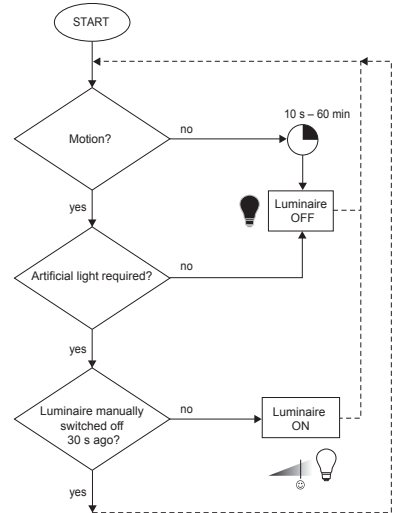 START
Motion?
no
10 s – 60 min
yes
Luminaire
OFF
Artificial light required?
no
yes
Luminaire manually
switched off
30 s ago?
no
Luminaire
ON
yes